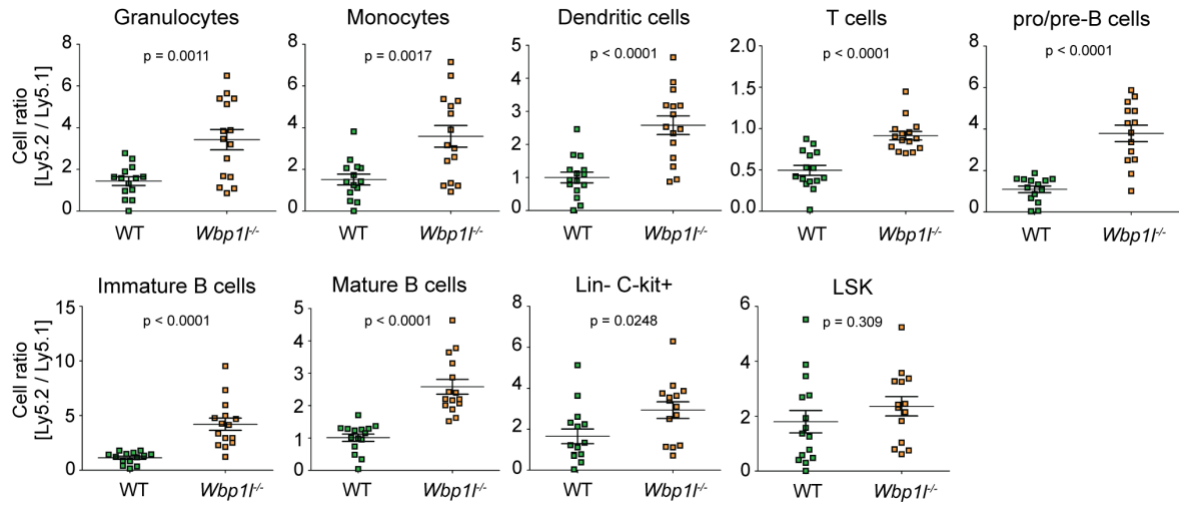 Granulocytes
Monocytes
Dendritic cells
T cells
pro/pre-B cells
Cell ratio
[Ly5.2 / Ly5.1]
8
6
4
2
0
p = 0.0011
WT
Wbp1l-/-
8
6
4
2
0
p = 0.0017
WT
Wbp1l-/-
5
4
3
2
1
0
p < 0.0001
WT
Wbp1l-/-
2.0
1.5
1.0
0.5
0.0
p < 0.0001
WT
Wbp1l-/-
8
6
4
2
0
p < 0.0001
WT
Wbp1l-/-
Immature B cells
Mature B cells
Lin- C-kit+
LSK
Cell ratio
[Ly5.2 / Ly5.1]
15
10
5
0
p < 0.0001
WT
Wbp1l-/-
5
4
3
2
1
0
p < 0.0001
WT
Wbp1l-/-
8
6
4
2
0
p = 0.0248
WT
Wbp1l-/-
6
4
2
0
p = 0.309
WT
Wbp1l-/-